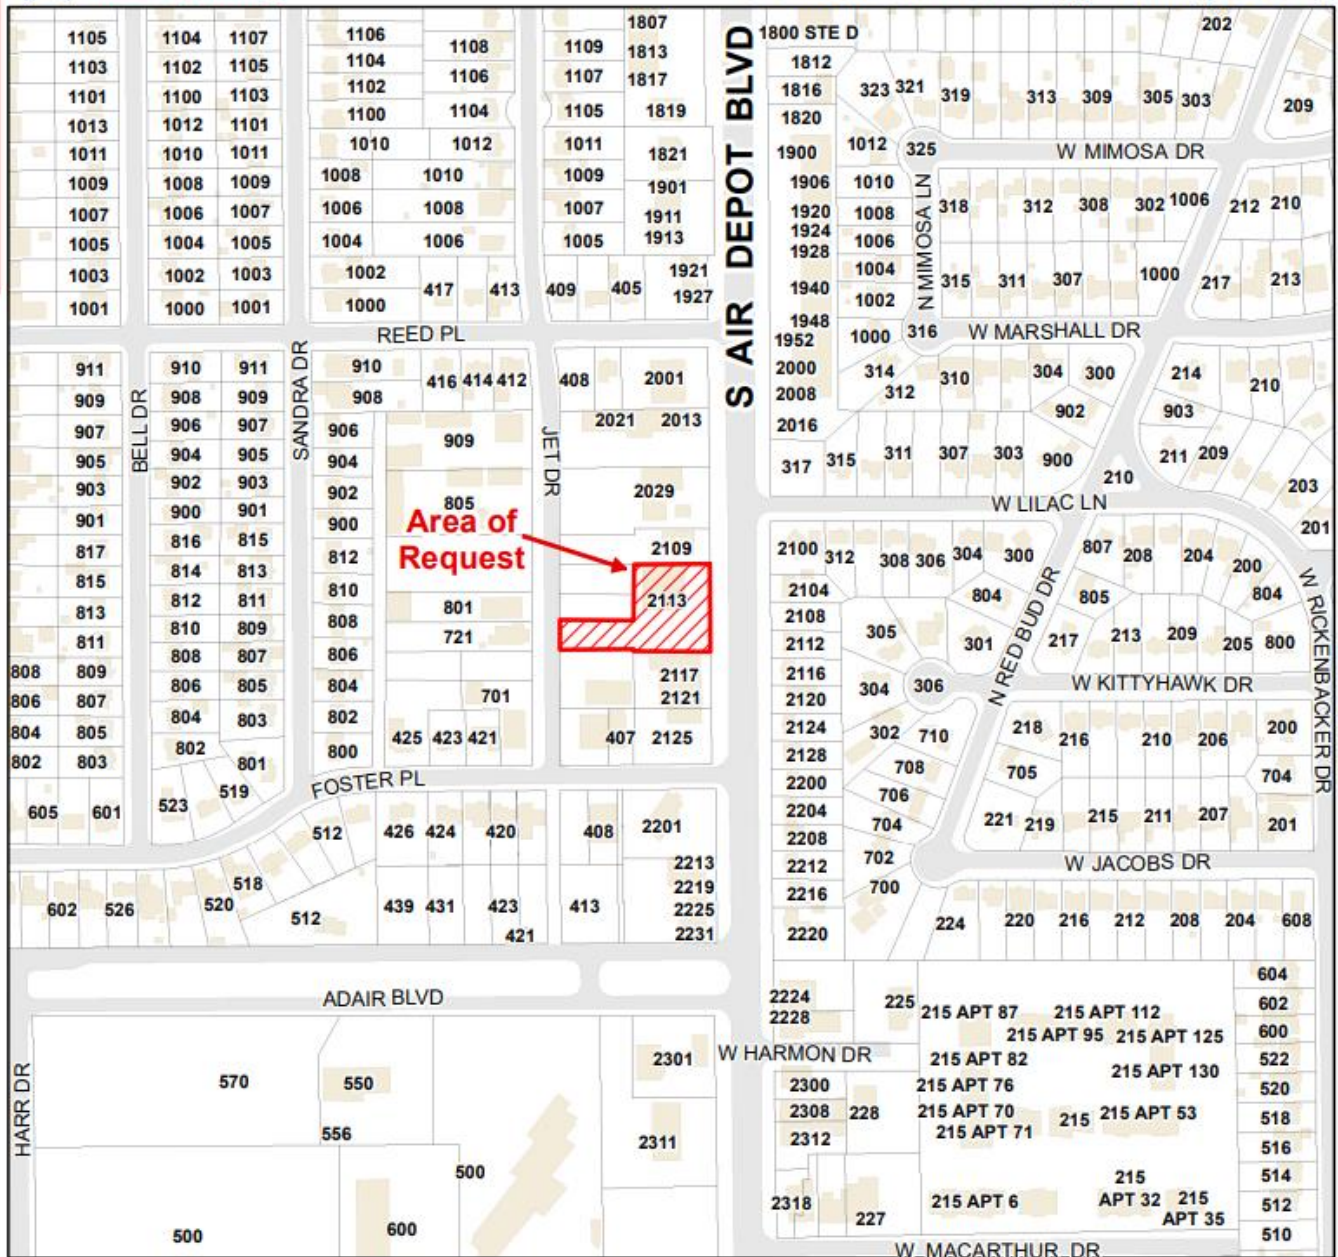 1105 1104 1107 1106 1108 1109 1807 1813 1800 STE D 202
1103 1102 1105 1104 1106 1107 1817 1812 323 321 319 313 309 305 303 209
1101 1100 1103 1102 1816
1013 1012 1101 1100 1104 1105 1819 1820
1011 1010 1011 1010 1012 1011 1821 1900 1012 325 W MIMOSA DR
1009 1008 1009 1008 1010 1009 1901 1906 1010
1007 1006 1007 1006 1008 1007 1911 1920 1008 318 312 308 302 1006 212 210
1005 1004 1005 1004 1006 1005 1913 1924 1928 1006
1003 1002 1003 1002 417 413 409 405 1921 1940 1004 315 311 307 1000 217 213
1001 1000 1001 1000 1927 1948 1002
N MIMOSA LN
S AIR DEPOT BLVD
REED PL
1952 1000 316 W MARSHALL DR
911 910 911 910 416 414 412 408 2001 2000 314 310 304 300 214 210
909 908 909 908 2008 312 902 903
907 906 907 906 909 2021 2013 2016
905 904 905 904 317 315 311 307 303 900 211 209
903 902 903 902 805 2029 210 203
BELL DR
SANDRA DR
JET DR
W LILAC LN
901 900 901 900 201
Area of
Request
817 816 815 812 2109 2100 312 308 306 304 300 807 208 204 200
815 814 813 810 2104 804 805 804
813 812 811 808 801 2113 2108
811 810 809 806 721 2112 305 301 217 213 209 205 800
N RED BUD DR
W RICKENBACKER DR
808 809 808 807 804 2117 2116 304 306 W KITTYHAWK DR
806 807 806 805 802 701 2121 2120
804 805 804 803 800 425 423 421 407 2125 2124 302 710 218 216 210 206 200
802 803 802 801 2128 708 705 704
FOSTER PL
605 601 523 519 2200 706
512 426 424 420 408 2201 2204 704 221 219 215 211 207 201
2208
2213 2212 702 W JACOBS DR
602 526 520 518 512 439 431 423 421 413 2219 2216 700
2225 224 220 216 212 208 204 608
2231 2220
604
ADAIR BLVD
2224 2228 225 215 APT 87 215 APT 112 602
215 APT 95 215 APT 125 600
W HARMON DR
570 550 2301 215 APT 82 215 APT 130 522
2300 215 APT 76 520
HARR DR
556 2311 2308 228 215 APT 70 215 215 APT 53 518
2312 215 APT 71 516
500 215
APT 32 514
2318 227 215 APT 6 215
APT 35 512
500 600 510
W MACARTHUR DR